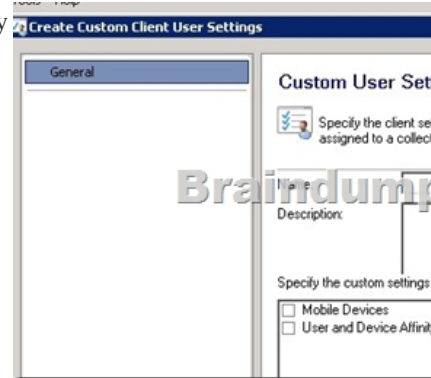 Create Custom Client User Settings
General
Custom User Set
Specify the client se
assigned to a collect
Braindump
Name:
Description:
Specify the custom settings
Mobile Devices
User and Device Affinit